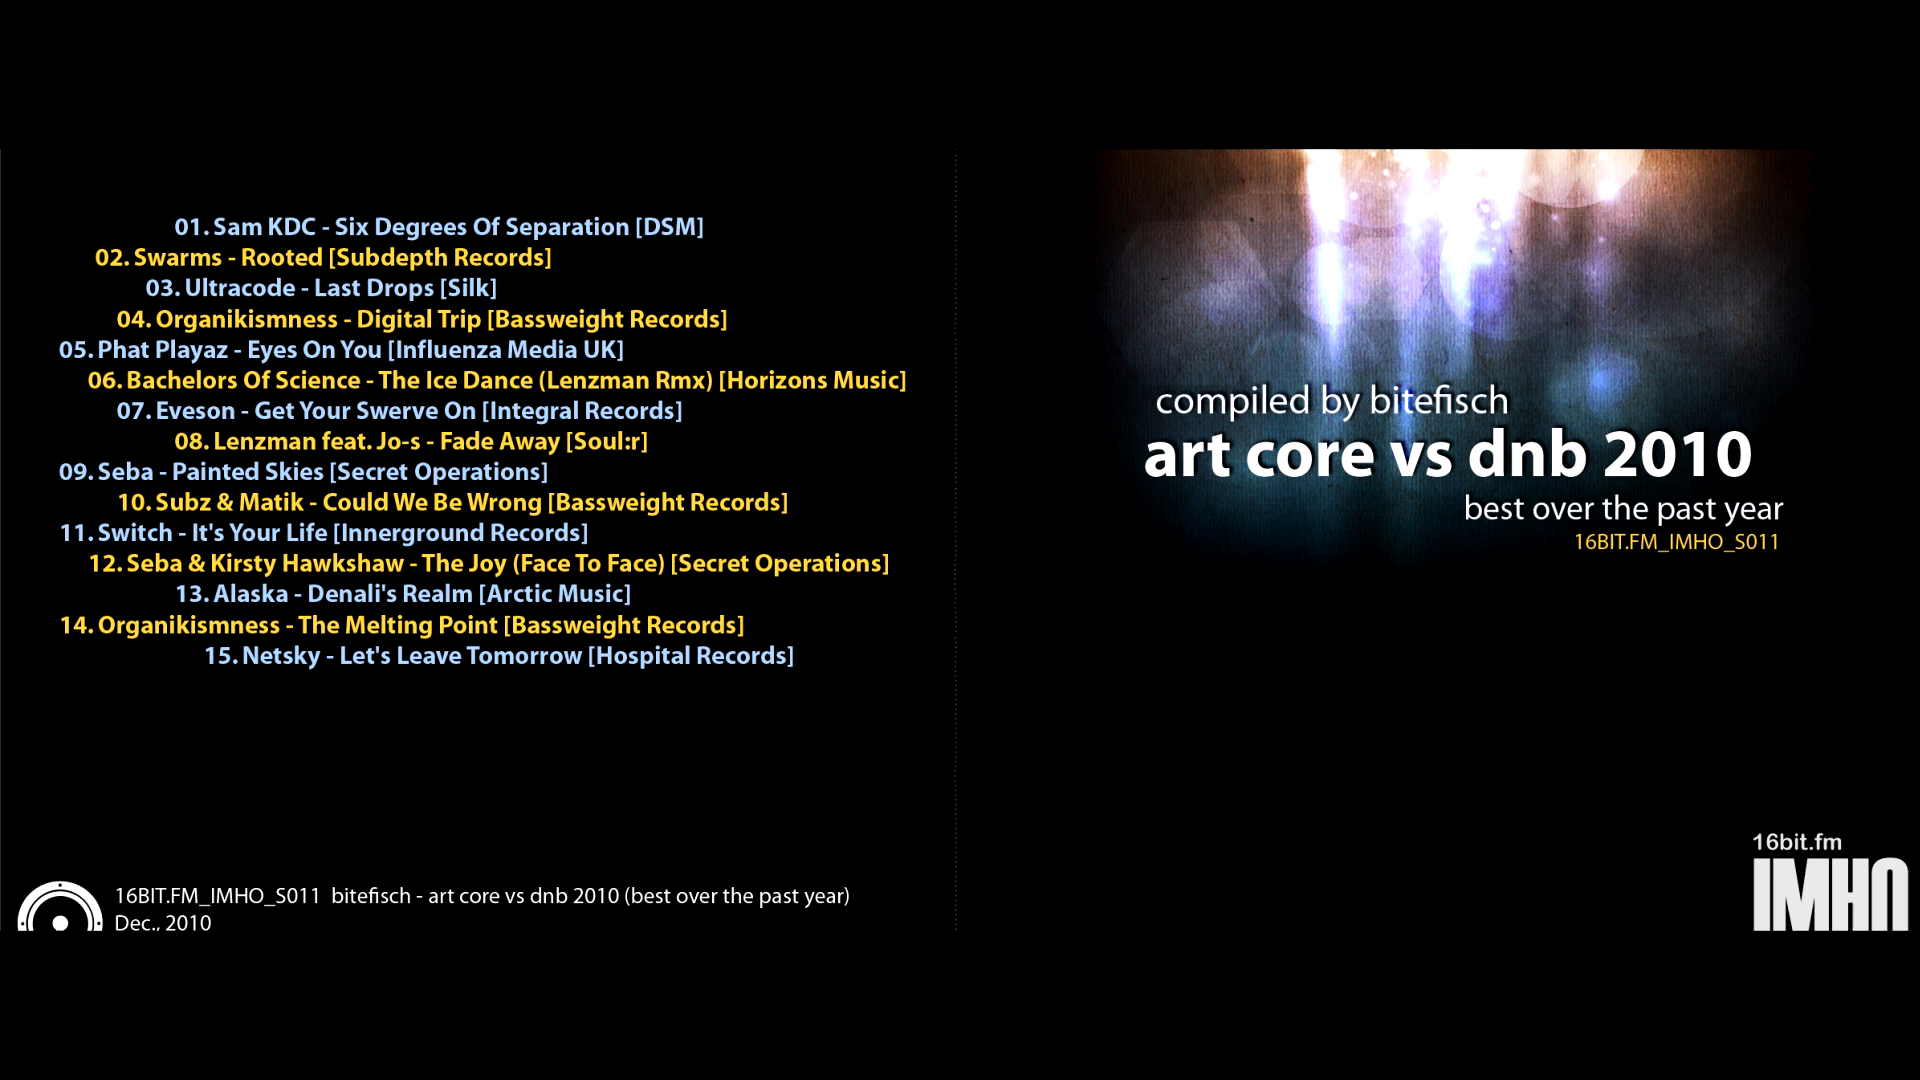 01. Sam KDC - Six Degrees Of Separation [DSM]
02. Swarms - Rooted [Subdepth Records]
03. Ultracode - Last Drops [Silk]
04. Organikismness - Digital Trip [Bassweight Records]
05. Phat Playaz - Eyes On You [Influenza Media UK]
06. Bachelors Of Science - The Ice Dance (Lenzman Rmx) [Horizons Music]
07. Eveson - Get Your Swerve On [Integral Records]
08. Lenzman feat. Jo-s - Fade Away [Soul:r]
09. Seba - Painted Skies [Secret Operations]
10. Subz & Matik - Could We Be Wrong [Bassweight Records]
11. Switch - It's Your Life [Innerground Records]
12. Seba & Kirsty Hawkshaw - The Joy (Face To Face) [Secret Operations]
13. Alaska - Denali's Realm [Arctic Music]
14. Organikismness - The Melting Point [Bassweight Records]
15. Netsky - Let's Leave Tomorrow [Hospital Records]
16BIT.FM_IMHO_S011 bitefisch - art core vs dnb 2010 (best over the past year)
Dec., 2010
compiled by bitefisch
art core vs dnb 2010
best over the past year
16BIT.FM_IMHO_S011
16bit.fm
IMHO